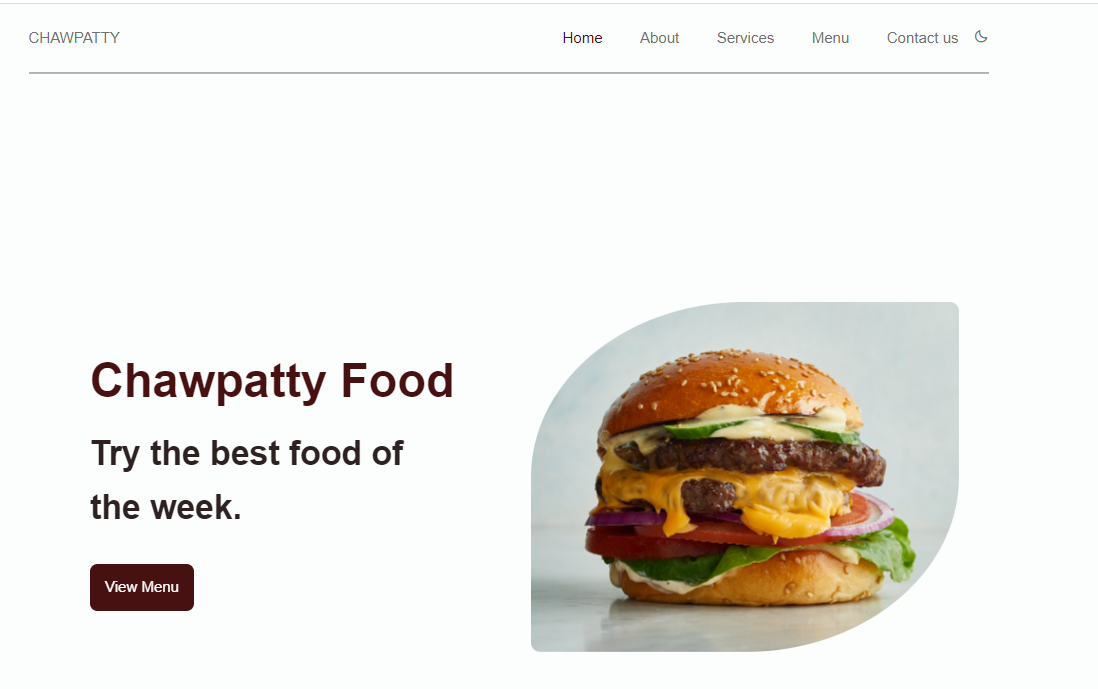 CHAWPATTY
Home About Services Menu Contact us
Chawpatty Food
Try the best food of
the week.
View Menu